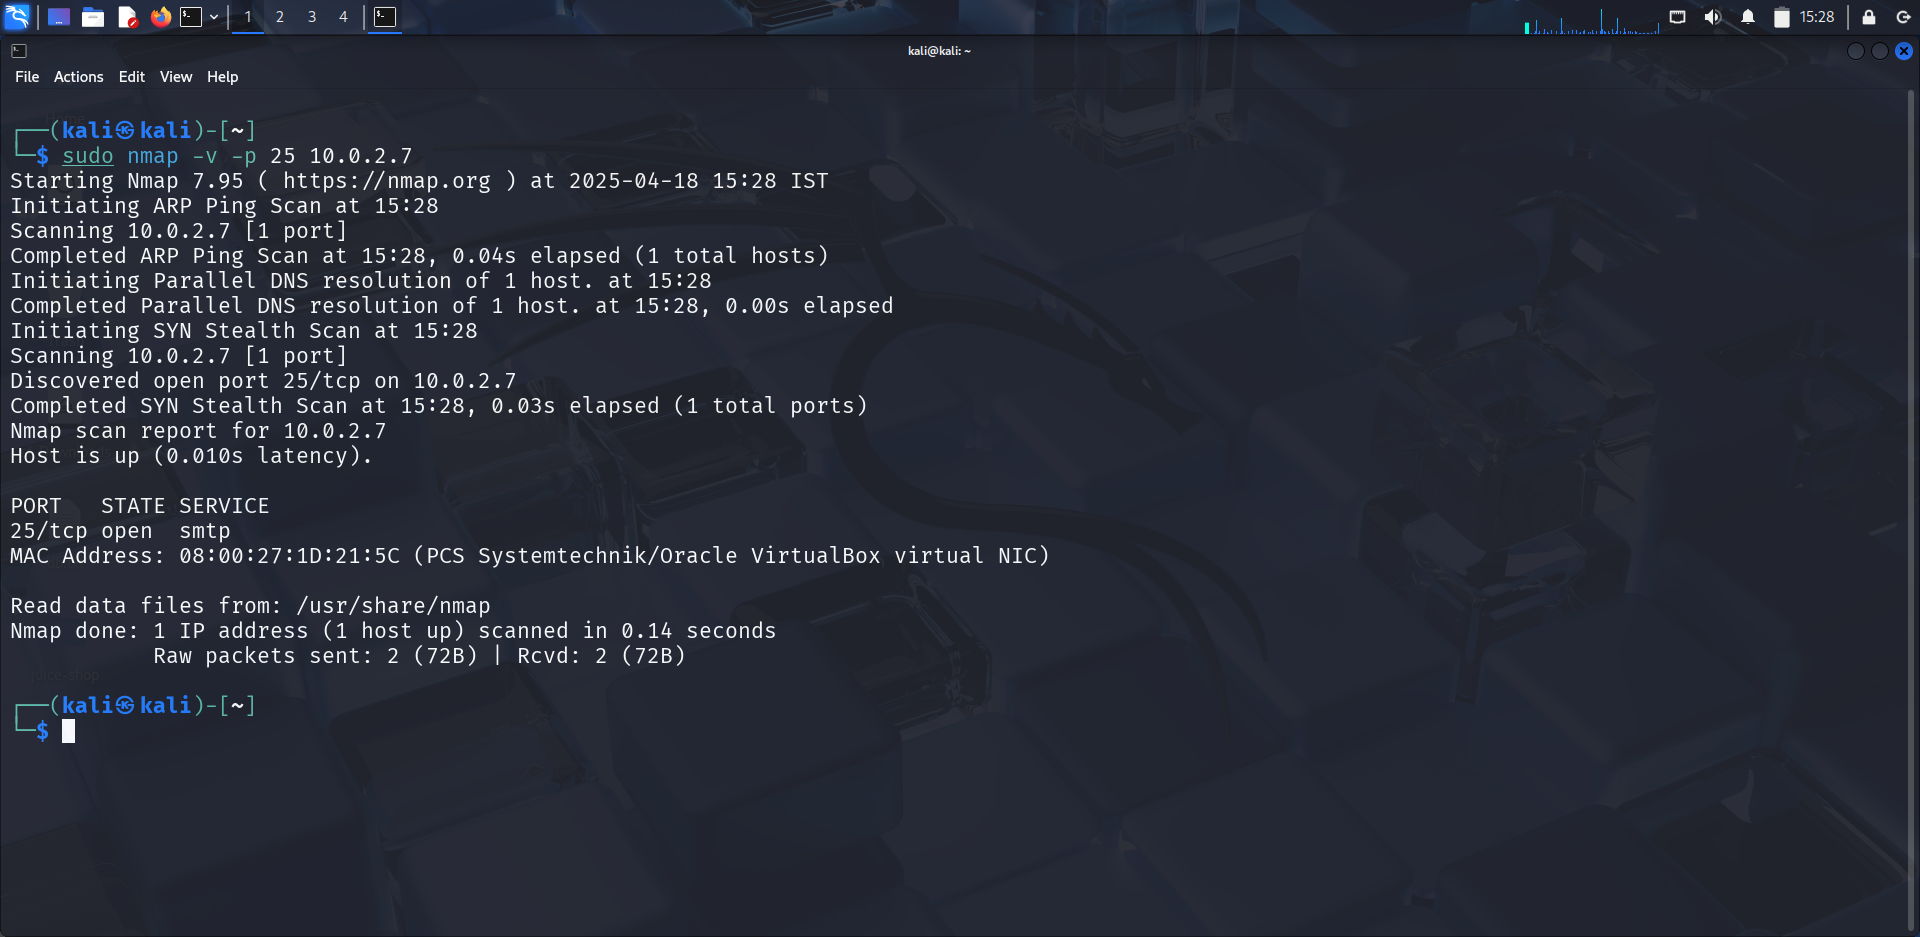 1 2 3 4 15:28
kali@kali: ~
File Actions Edit View Help
┌──(kali㉿kali)-[~]
└─$ sudo nmap -v -p 25 10.0.2.7
Starting Nmap 7.95 ( https://nmap.org ) at 2025-04-18 15:28 IST
Initiating ARP Ping Scan at 15:28
Scanning 10.0.2.7 [1 port]
Completed ARP Ping Scan at 15:28, 0.04s elapsed (1 total hosts)
Initiating Parallel DNS resolution of 1 host. at 15:28
Completed Parallel DNS resolution of 1 host. at 15:28, 0.00s elapsed
Initiating SYN Stealth Scan at 15:28
Scanning 10.0.2.7 [1 port]
Discovered open port 25/tcp on 10.0.2.7
Completed SYN Stealth Scan at 15:28, 0.03s elapsed (1 total ports)
Nmap scan report for 10.0.2.7
Host is up (0.010s latency).
PORT   STATE SERVICE
25/tcp open  smtp
MAC Address: 08:00:27:1D:21:5C (PCS Systemtechnik/Oracle VirtualBox virtual NIC)
Read data files from: /usr/share/nmap
Nmap done: 1 IP address (1 host up) scanned in 0.14 seconds
           Raw packets sent: 2 (72B) | Rcvd: 2 (72B)
juice-shop
┌──(kali㉿kali)-[~]
└─$